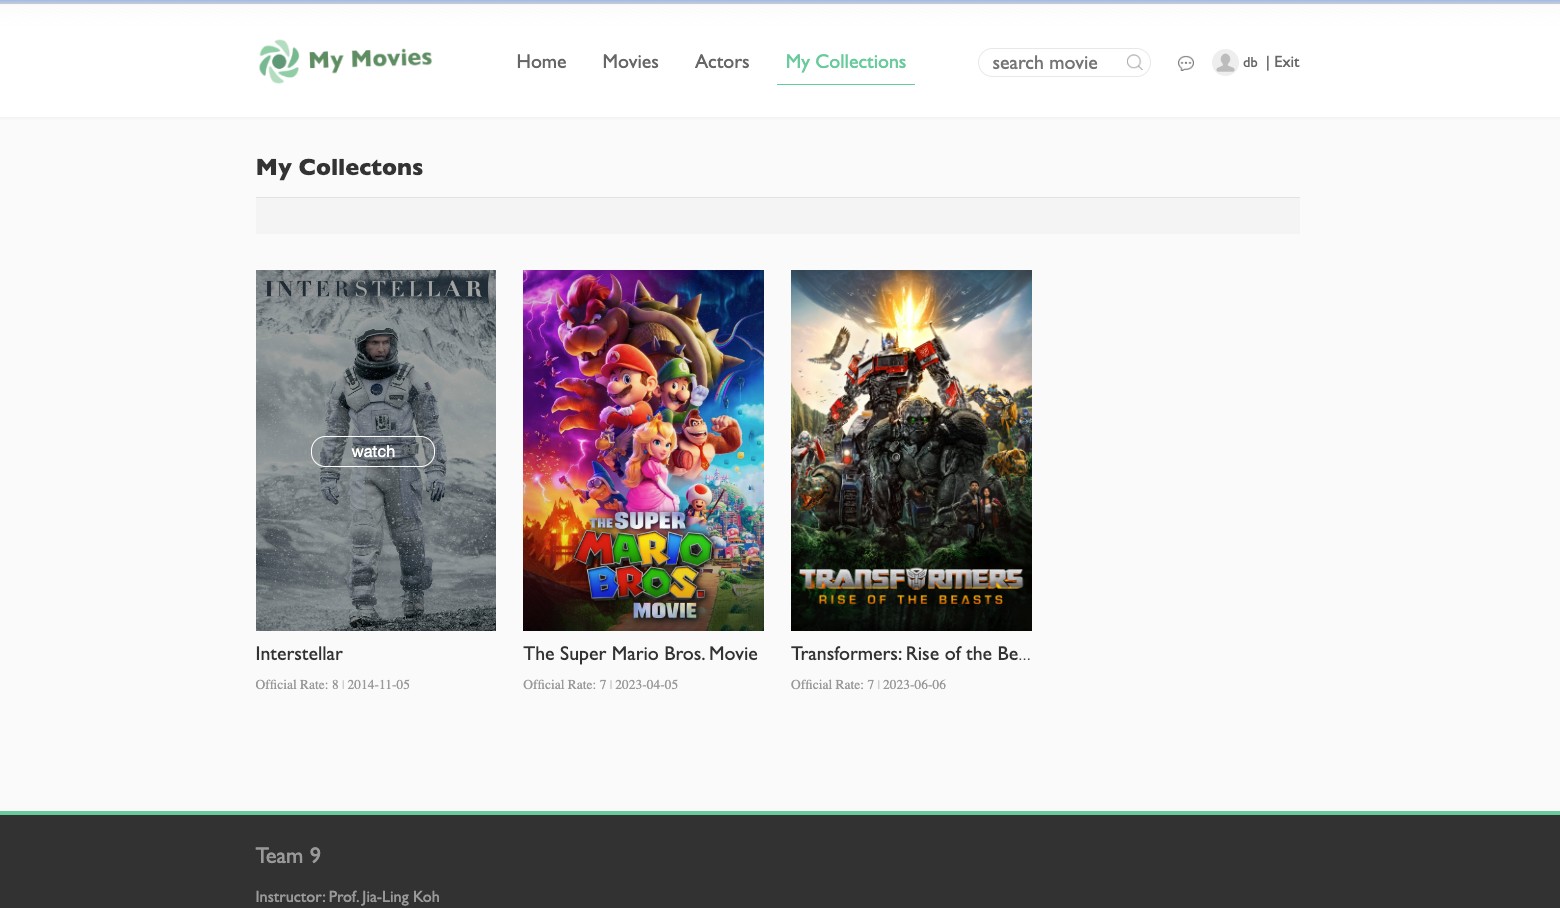 My Movies
Home Movies Actors My Collections search movie db | Exit
My Collectons
INTERSTELLAR
watch
THE SUPER
MARIO
BROS.
MOVIE
TRANSFORMERS
RISE OF THE BEASTS
Interstellar The Super Mario Bros. Movie Transformers: Rise of the Be...
Official Rate: 8 | 2014-11-05 Official Rate: 7 | 2023-04-05 Official Rate: 7 | 2023-06-06
Team 9
Instructor: Prof. Jia-Ling Koh